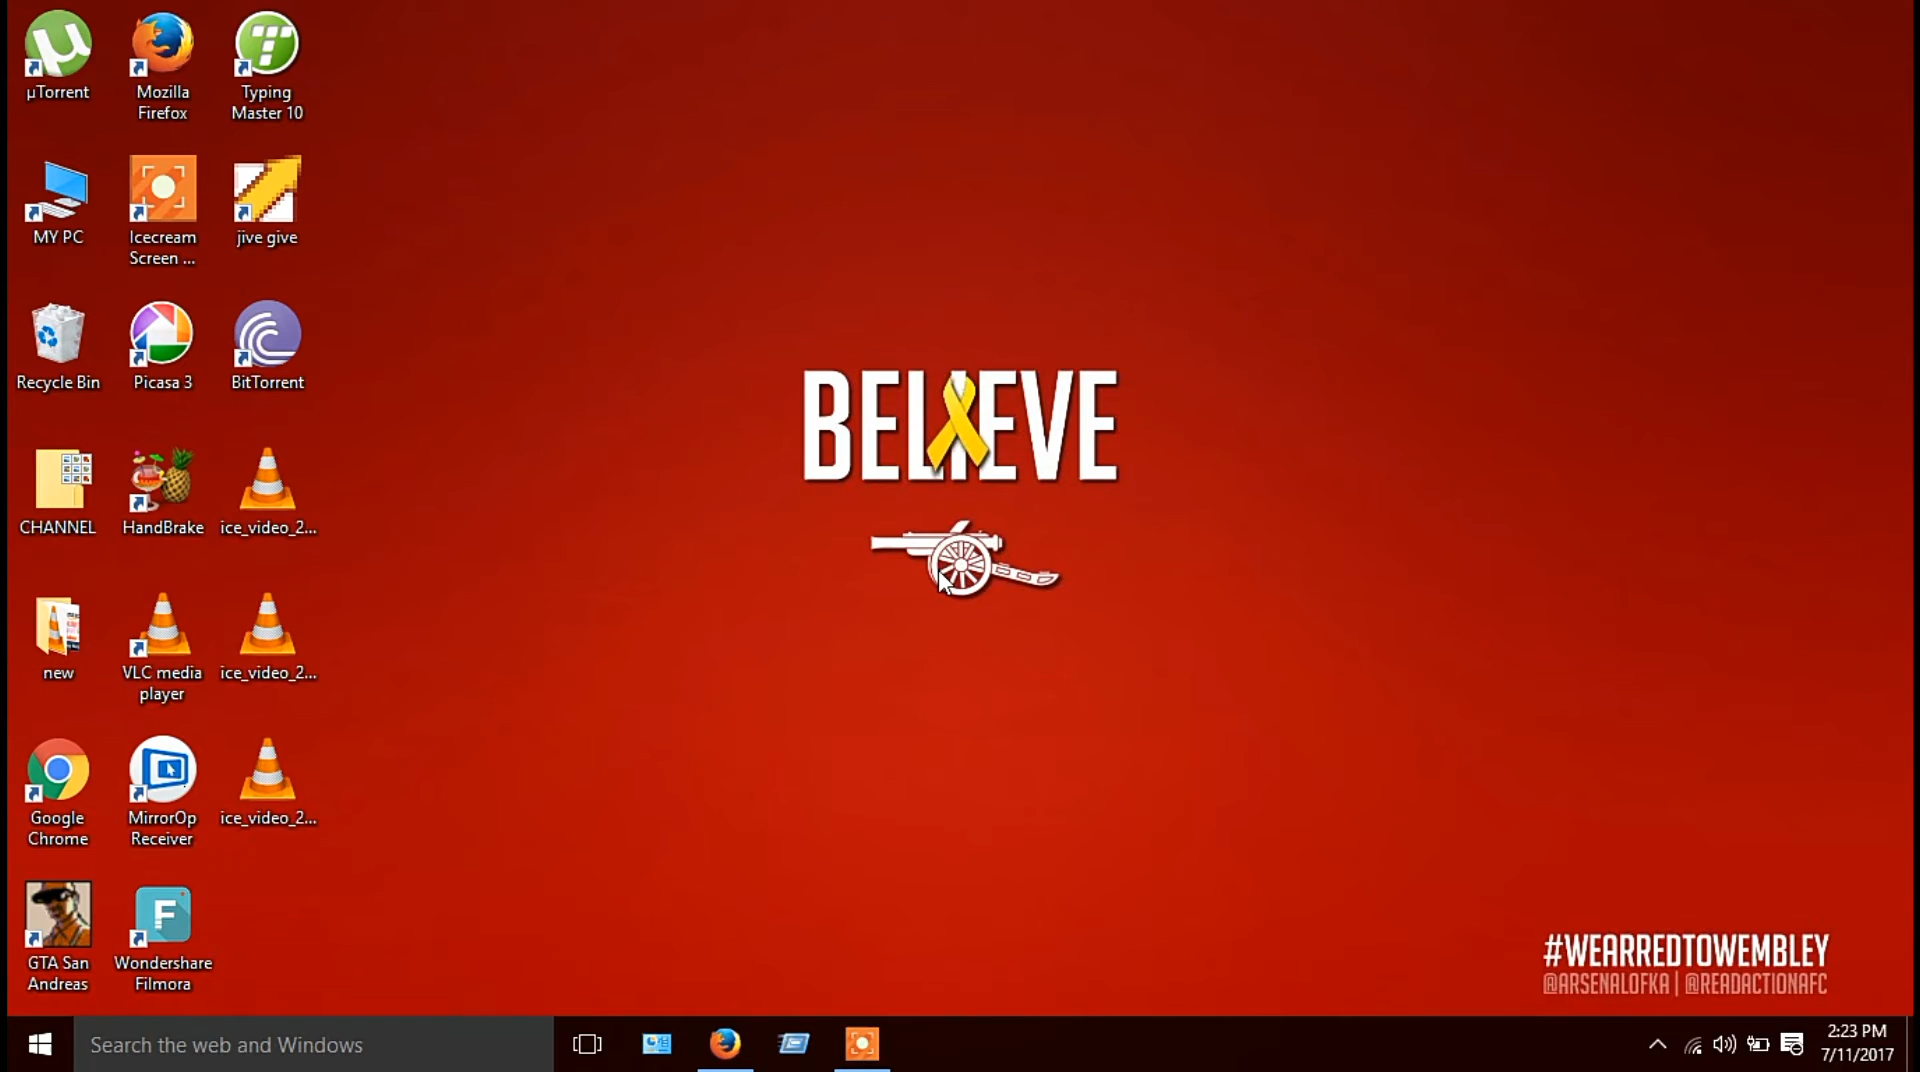 µTorrent
Mozilla
Firefox
Typing
Master 10
MY PC
Icecream
Screen ...
jive give
Recycle Bin
Picasa 3
BitTorrent
CHANNEL
HandBrake
ice_video_2...
new
VLC media
player
ice_video_2...
Google
Chrome
MirrorOp
Receiver
ice_video_2...
GTA San
Andreas
Wondershare
Filmora
BELIEVE
#WEARREDTOWEMBLEY
@ARSENALOFKA | @READACTIONAFC
Search the web and Windows
2:23 PM
7/11/2017